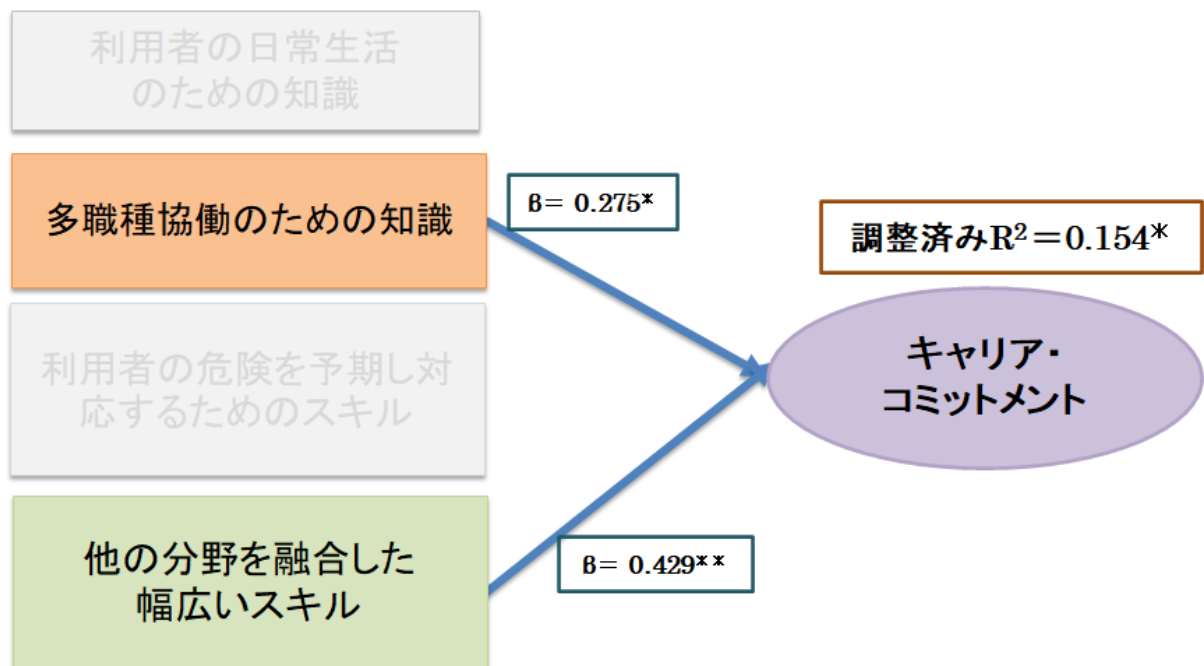 利用者の日常生活
のための知識
多職種協働のための知識
β= 0.275*
調整済みR²＝0.154*
利用者の危険を予期し対
応するためのスキル
キャリア・
コミットメント
他の分野を融合した
幅広いスキル
β= 0.429**